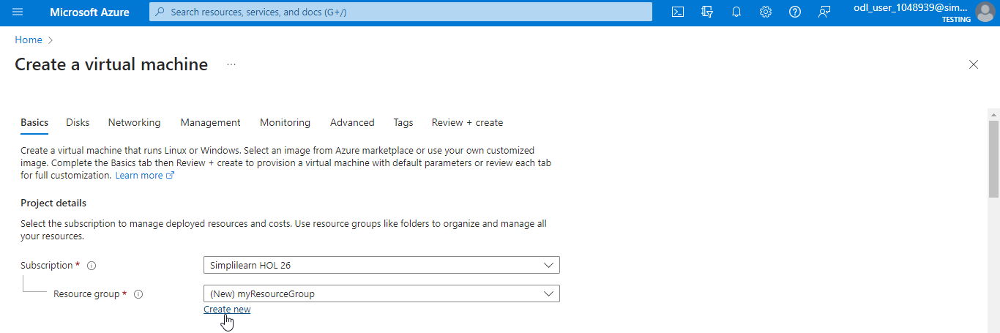 Microsoft Azure
Search resources, services, and docs (G+/)
odl_user_1048939@sim...
TESTING
Home
Create a virtual machine
Basics Disks Networking Management Monitoring Advanced Tags Review + create
Create a virtual machine that runs Linux or Windows. Select an image from Azure marketplace or use your own customized
image. Complete the Basics tab then Review + create to provision a virtual machine with default parameters or review each tab
for full customization. Learn more
Project details
Select the subscription to manage deployed resources and costs. Use resource groups like folders to organize and manage all
your resources.
Subscription * Simplilearn HOL 26
Resource group * (New) myResourceGroup
Create new